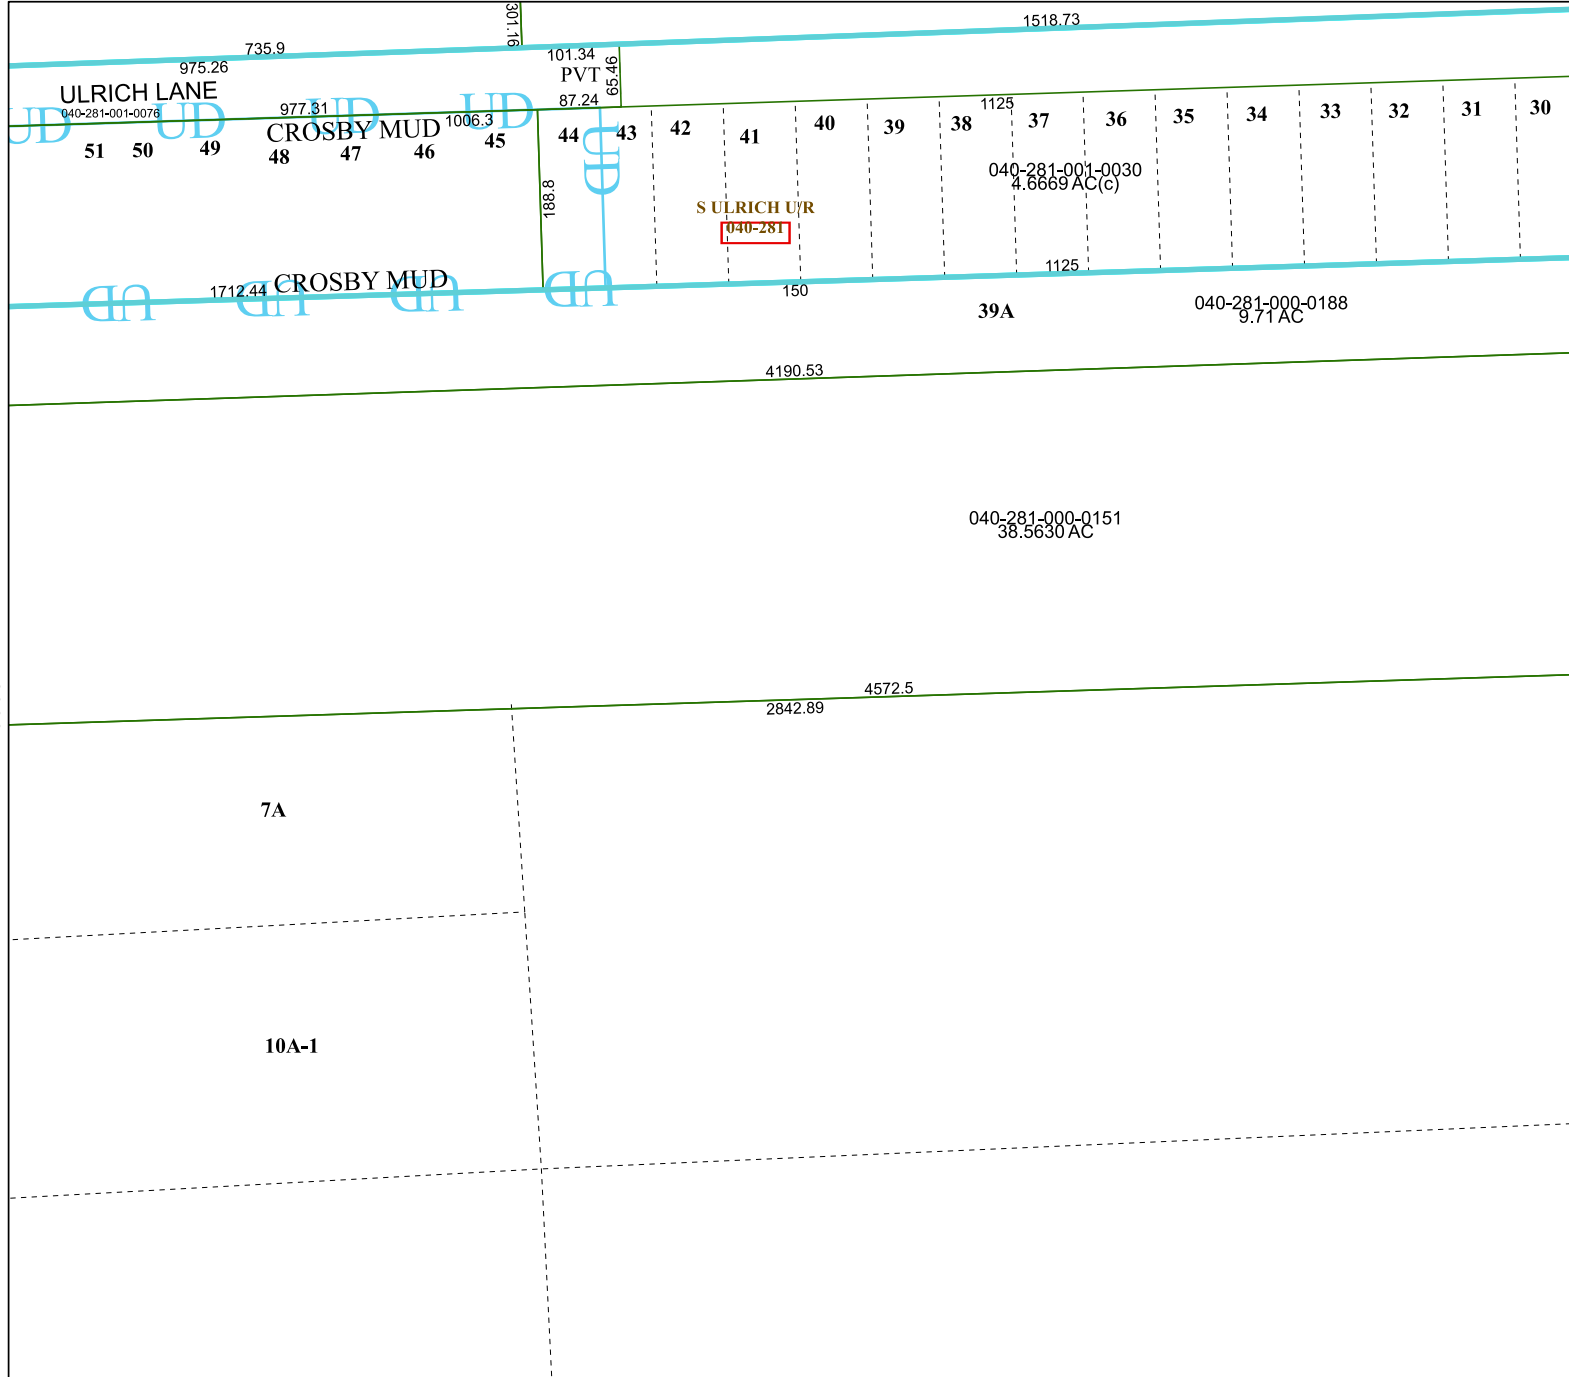 301.16
1518.73
735.9
101.34
975.26
PVT
65.46
ULRICH LANE
040-281-001-0076
977.31
87.24
1125
UD UD UD UD
CROSBY MUD
1006.3
51 50 49 48 47 46 45 44 43 42 41 40 39 38 37 36 35 34 33 32 31 30
UD
040-281-001-0030
4.6669 AC(c)
188.8
S ULRICH U/R
040-281
1125
1712.44
CROSBY MUD
UD UD UD UD
150
39A
040-281-000-0188
9.71 AC
4190.53
040-281-000-0151
38.5630 AC
4572.5
2842.89
7A
10A-1